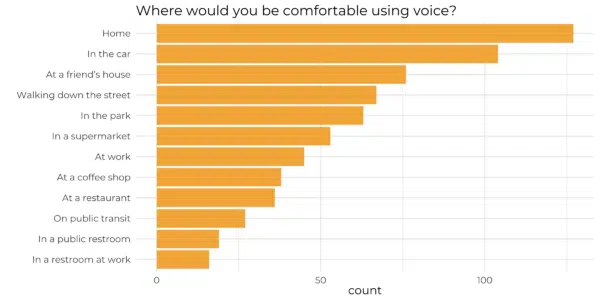 Where would you be comfortable using voice?
Home
In the car
At a friend's house
Walking down the street
In the park
In a supermarket
At work
At a coffee shop
At a restaurant
On public transit
In a public restroom
In a restroom at work
0 50 100
count